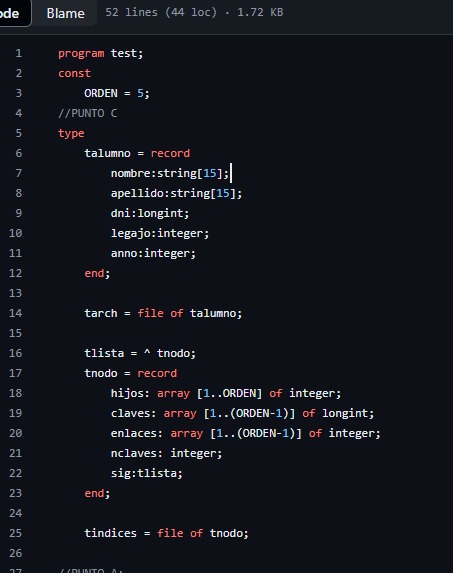 ode Blame 52 lines (44 loc) · 1.72 KB
1 program test;
2 const
3 ORDEN = 5;
4 //PUNTO C
5 type
6 talumno = record
7 nombre:string[15];
8 apellido:string[15];
9 dni:longint;
10 legajo:integer;
11 anno:integer;
12 end;
13
14 tarch = file of talumno;
15
16 tlista = ^ tnodo;
17 tnodo = record
18 hijos: array [1..ORDEN] of integer;
19 claves: array [1..(ORDEN-1)] of longint;
20 enlaces: array [1..(ORDEN-1)] of integer;
21 nclaves: integer;
22 sig:tlista;
23 end;
24
25 tindices = file of tnodo;
26
27 //PUNTO A: